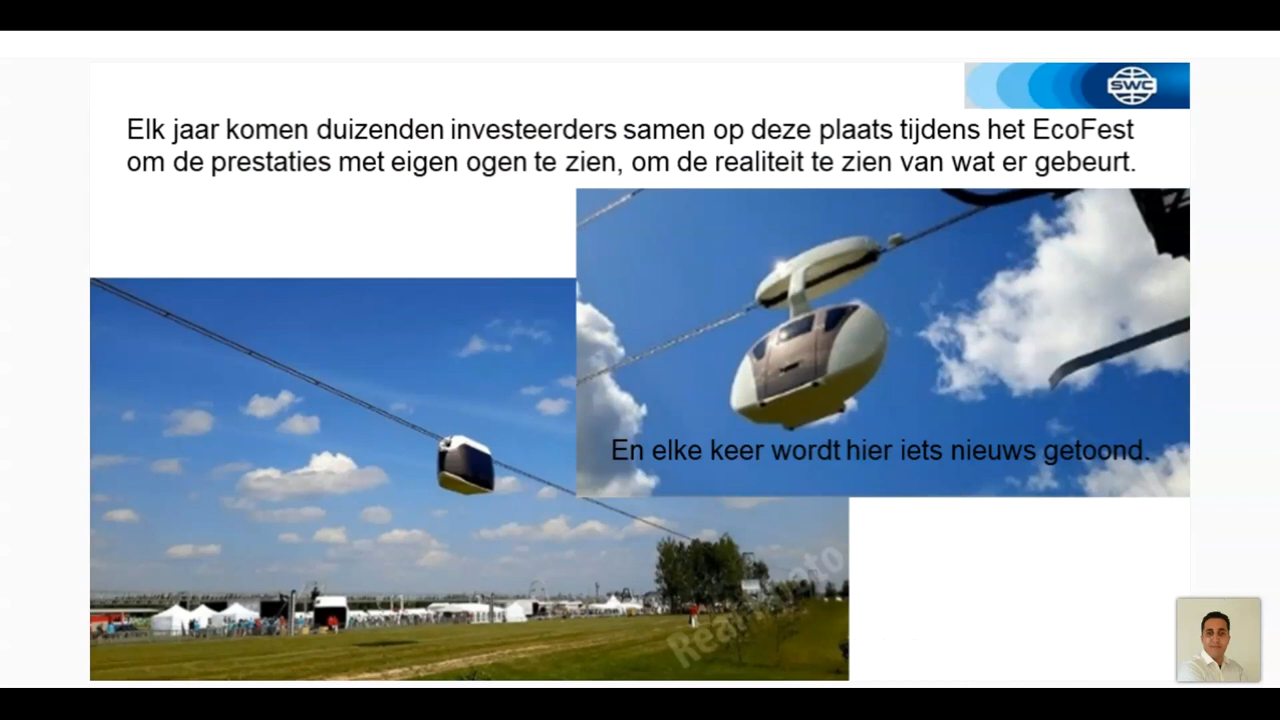 SWC
Elk jaar komen duizenden investeerders samen op deze plaats tijdens het EcoFest
om de prestaties met eigen ogen te zien, om de realiteit te zien van wat er gebeurt.
En elke keer wordt hier iets nieuws getoond.